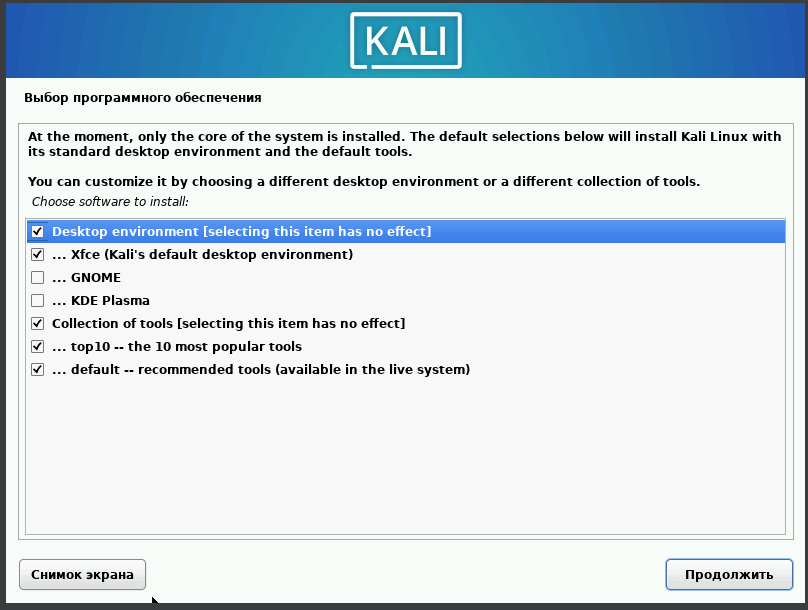 KALI
Выбор программного обеспечения
At the moment, only the core of the system is installed. The default selections below will install Kali Linux with
its standard desktop environment and the default tools.
You can customize it by choosing a different desktop environment or a different collection of tools.
Choose software to install:
Desktop environment [selecting this item has no effect]
... Xfce (Kali's default desktop environment)
... GNOME
... KDE Plasma
Collection of tools [selecting this item has no effect]
... top10 -- the 10 most popular tools
... default -- recommended tools (available in the live system)
Снимок экрана
Продолжить